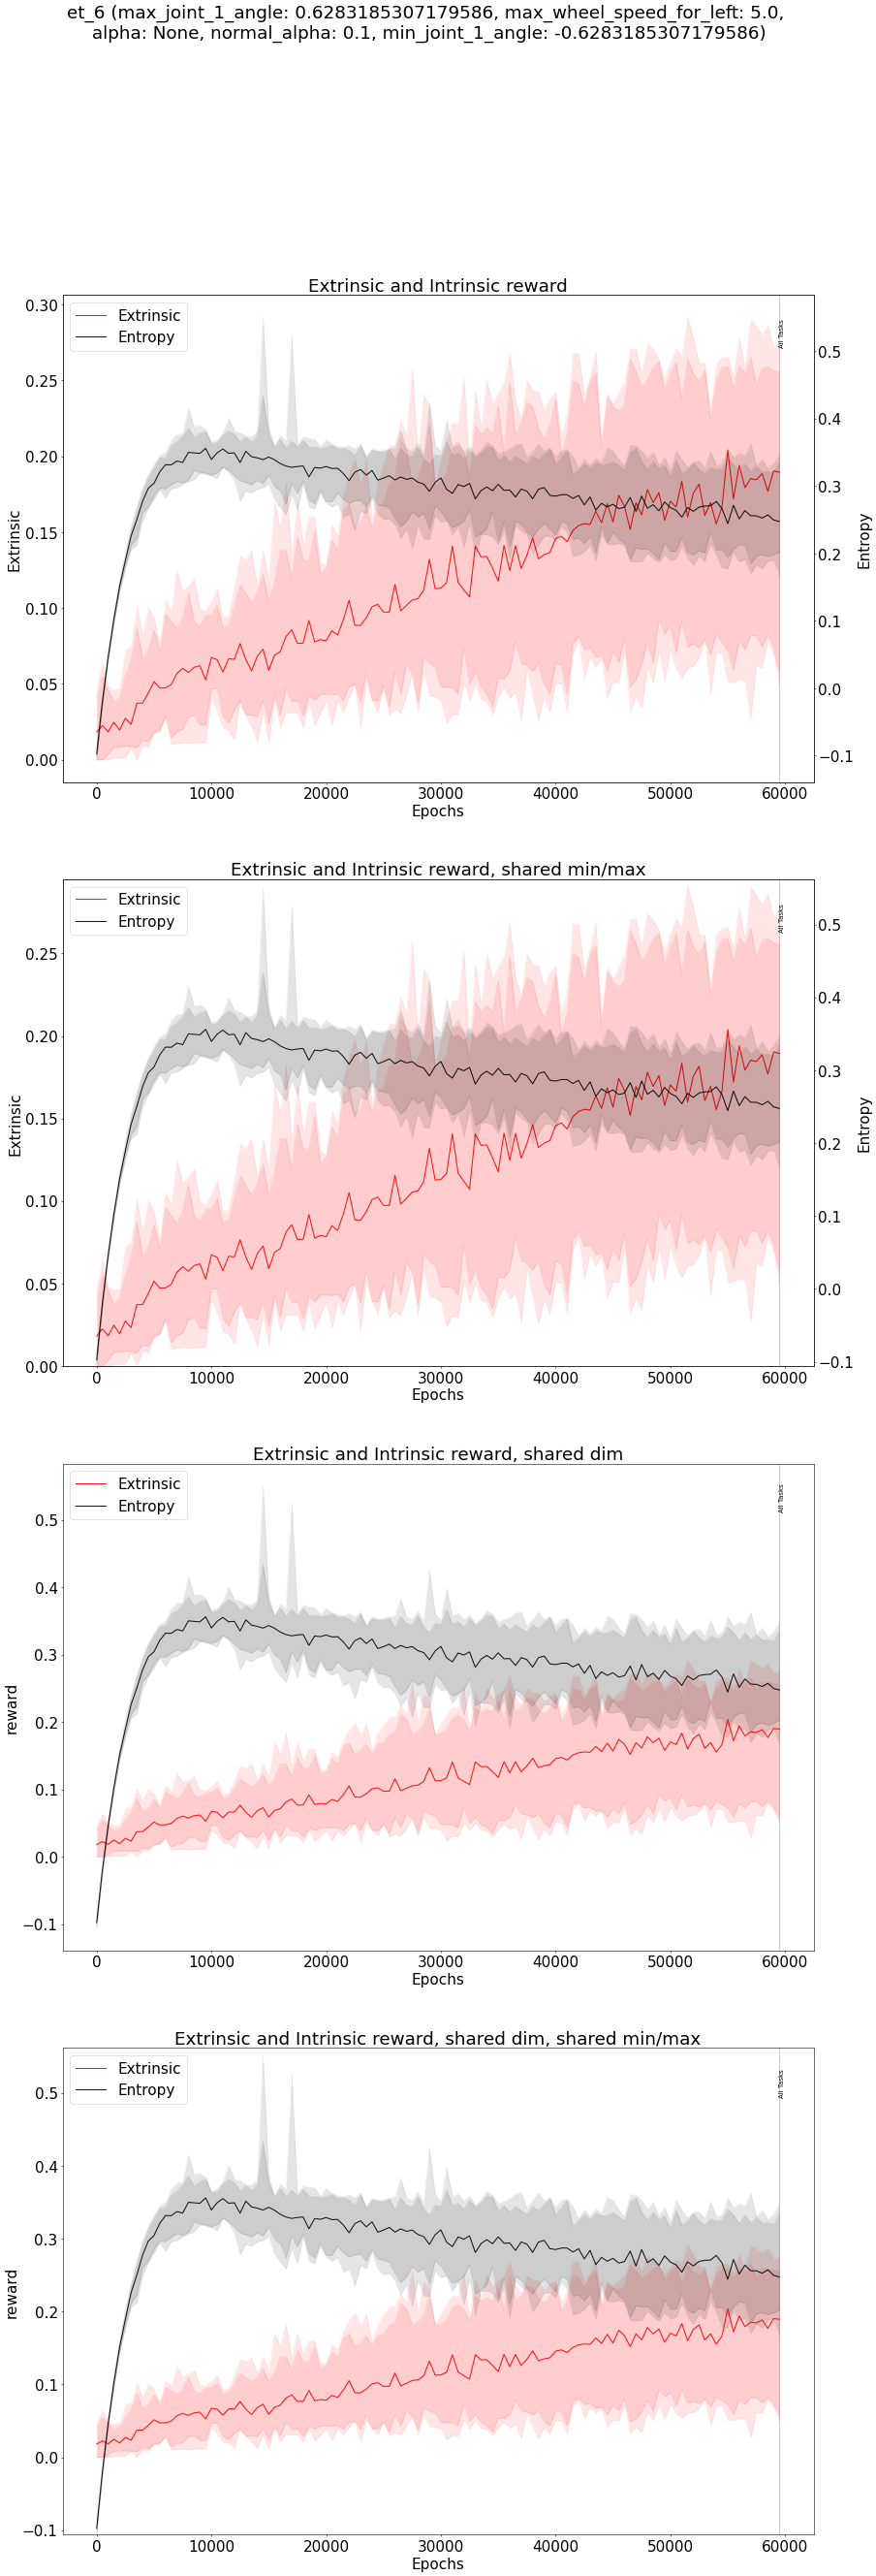 et_6 (max_joint_1_angle: 0.6283185307179586, max_wheel_speed_for_left: 5.0,
alpha: None, normal_alpha: 0.1, min_joint_1_angle: -0.6283185307179586)
Extrinsic and Intrinsic reward
Extrinsic
Entropy
All Tasks
0.30
0.25
0.20
0.15
0.10
0.05
0.00
Extrinsic
0.5
0.4
0.3
0.2
0.1
0.0
−0.1
Entropy
0 10000 20000 30000 40000 50000 60000
Epochs
Extrinsic and Intrinsic reward, shared min/max
Extrinsic
Entropy
All Tasks
0.25
0.20
0.15
0.10
0.05
0.00
Extrinsic
0.5
0.4
0.3
0.2
0.1
0.0
−0.1
Entropy
0 10000 20000 30000 40000 50000 60000
Epochs
Extrinsic and Intrinsic reward, shared dim
Extrinsic
Entropy
All Tasks
0.5
0.4
0.3
0.2
0.1
0.0
−0.1
reward
0 10000 20000 30000 40000 50000 60000
Epochs
Extrinsic and Intrinsic reward, shared dim, shared min/max
Extrinsic
Entropy
All Tasks
0.5
0.4
0.3
0.2
0.1
0.0
−0.1
reward
0 10000 20000 30000 40000 50000 60000
Epochs